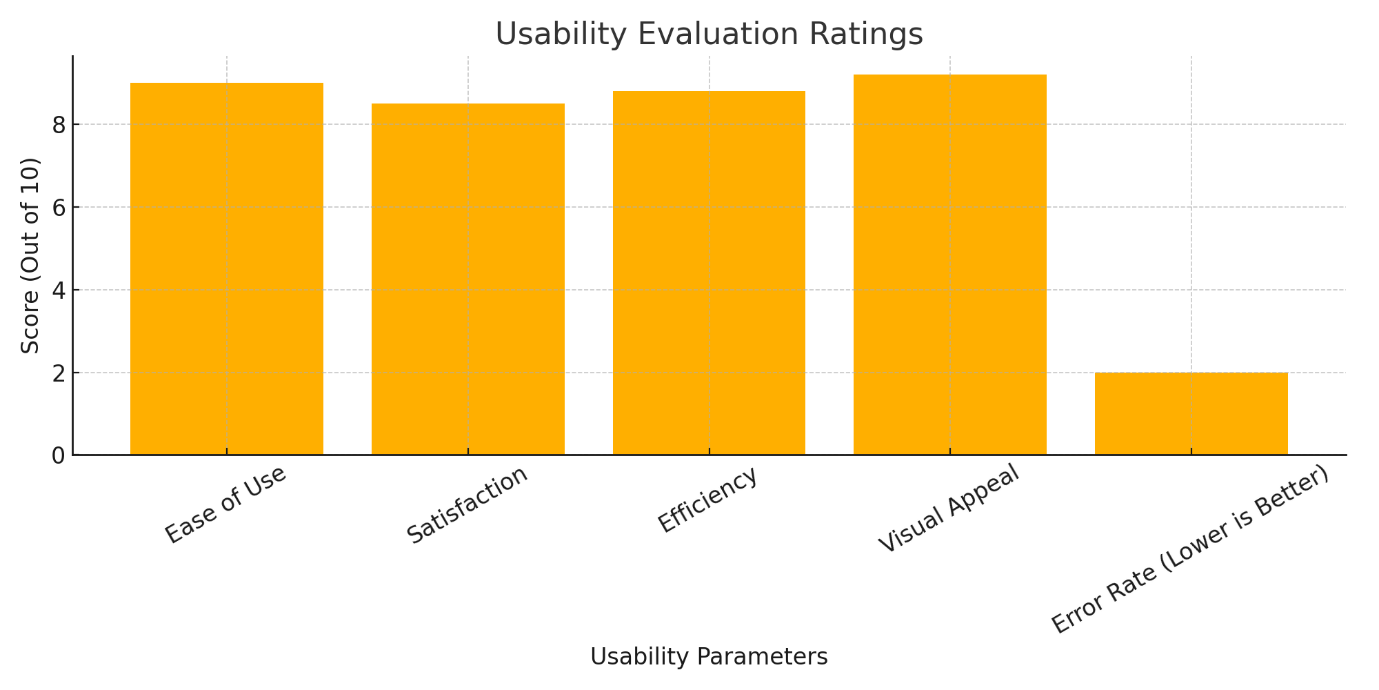 Usability Evaluation Ratings
Score (Out of 10)
8
6
4
2
0
Ease of Use
Satisfaction
Efficiency
Visual Appeal
Error Rate (Lower is Better)
Usability Parameters